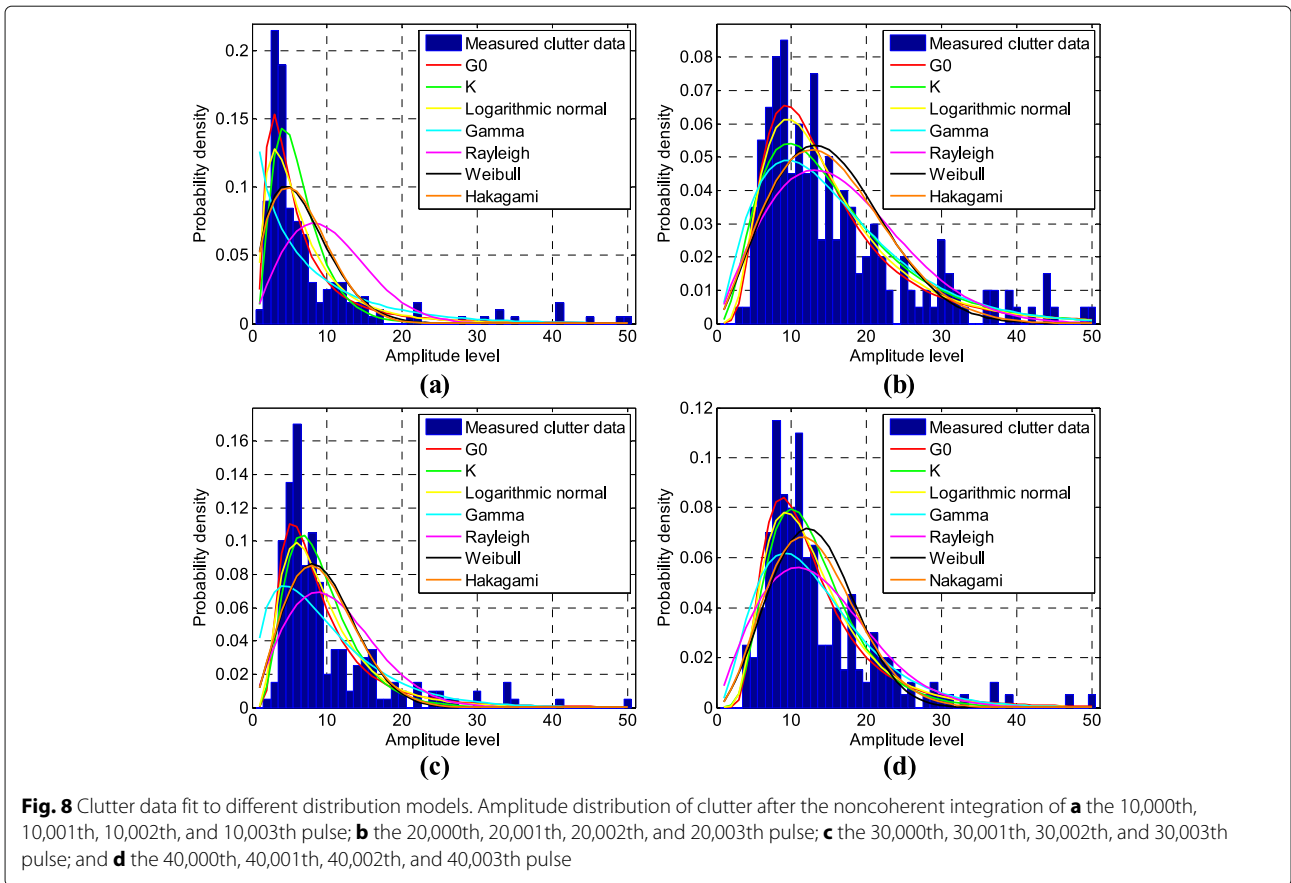 0.2
0.15
0.1
0.05
0
0 10 20 30 40 50
Probability density
Amplitude level
Measured clutter data
G0
K
Logarithmic normal
Gamma
Rayleigh
Weibull
Hakagami
(a)
0.08
0.07
0.06
0.05
0.04
0.03
0.02
0.01
0
0 10 20 30 40 50
Probability density
Amplitude level
Measured clutter data
G0
K
Logarithmic normal
Gamma
Rayleigh
Weibull
Hakagami
(b)
0.16
0.14
0.12
0.1
0.08
0.06
0.04
0.02
0
0 10 20 30 40 50
Probability density
Amplitude level
Measured clutter data
G0
K
Logarithmic normal
Gamma
Rayleigh
Weibull
Hakagami
(c)
0.12
0.1
0.08
0.06
0.04
0.02
0
0 10 20 30 40 50
Probability density
Amplitude level
Measured clutter data
G0
K
Logarithmic normal
Gamma
Rayleigh
Weibull
Nakagami
(d)
Fig. 8 Clutter data fit to different distribution models. Amplitude distribution of clutter after the noncoherent integration of a the 10,000th,
10,001th, 10,002th, and 10,003th pulse; b the 20,000th, 20,001th, 20,002th, and 20,003th pulse; c the 30,000th, 30,001th, 30,002th, and 30,003th
pulse; and d the 40,000th, 40,001th, 40,002th, and 40,003th pulse